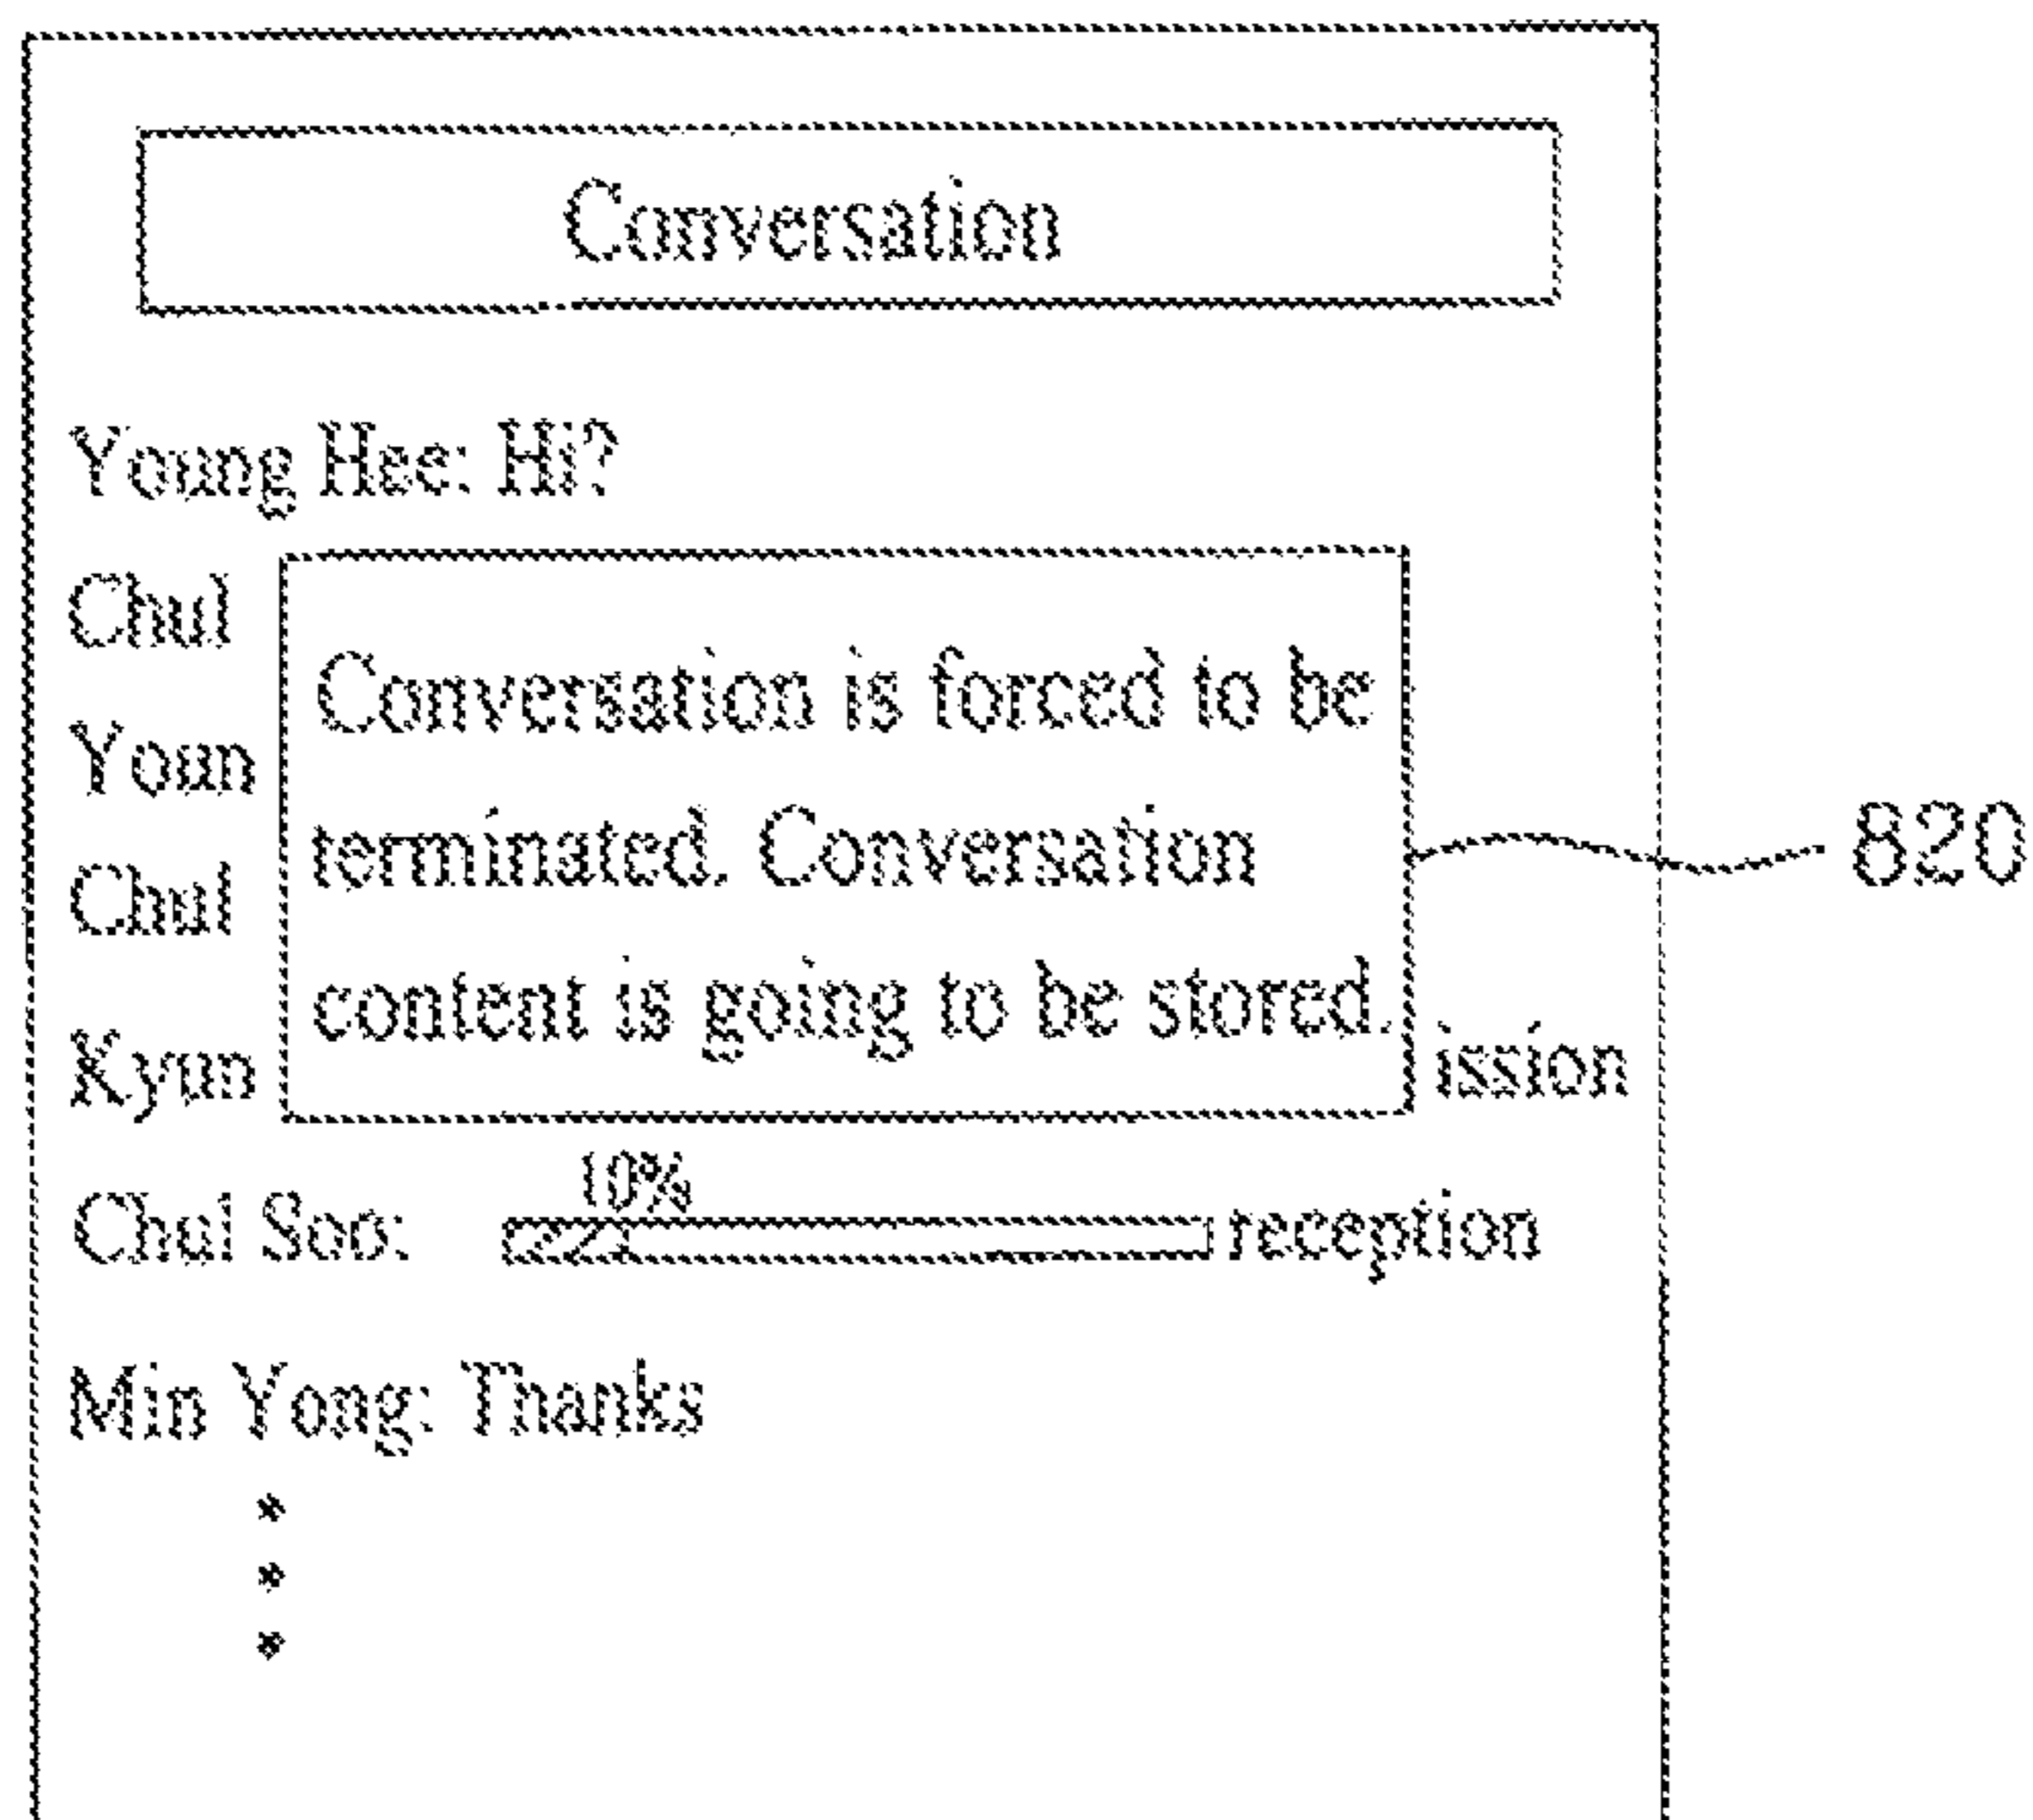 Conversation
Young Hee: Hi?
Chul
Conversation is forced to be
Youn
terminated. Conversation
820
Chul
content is going to be stored.
Kyun
ission
10%
Chul Soo:
reception
Min Yong: Thanks